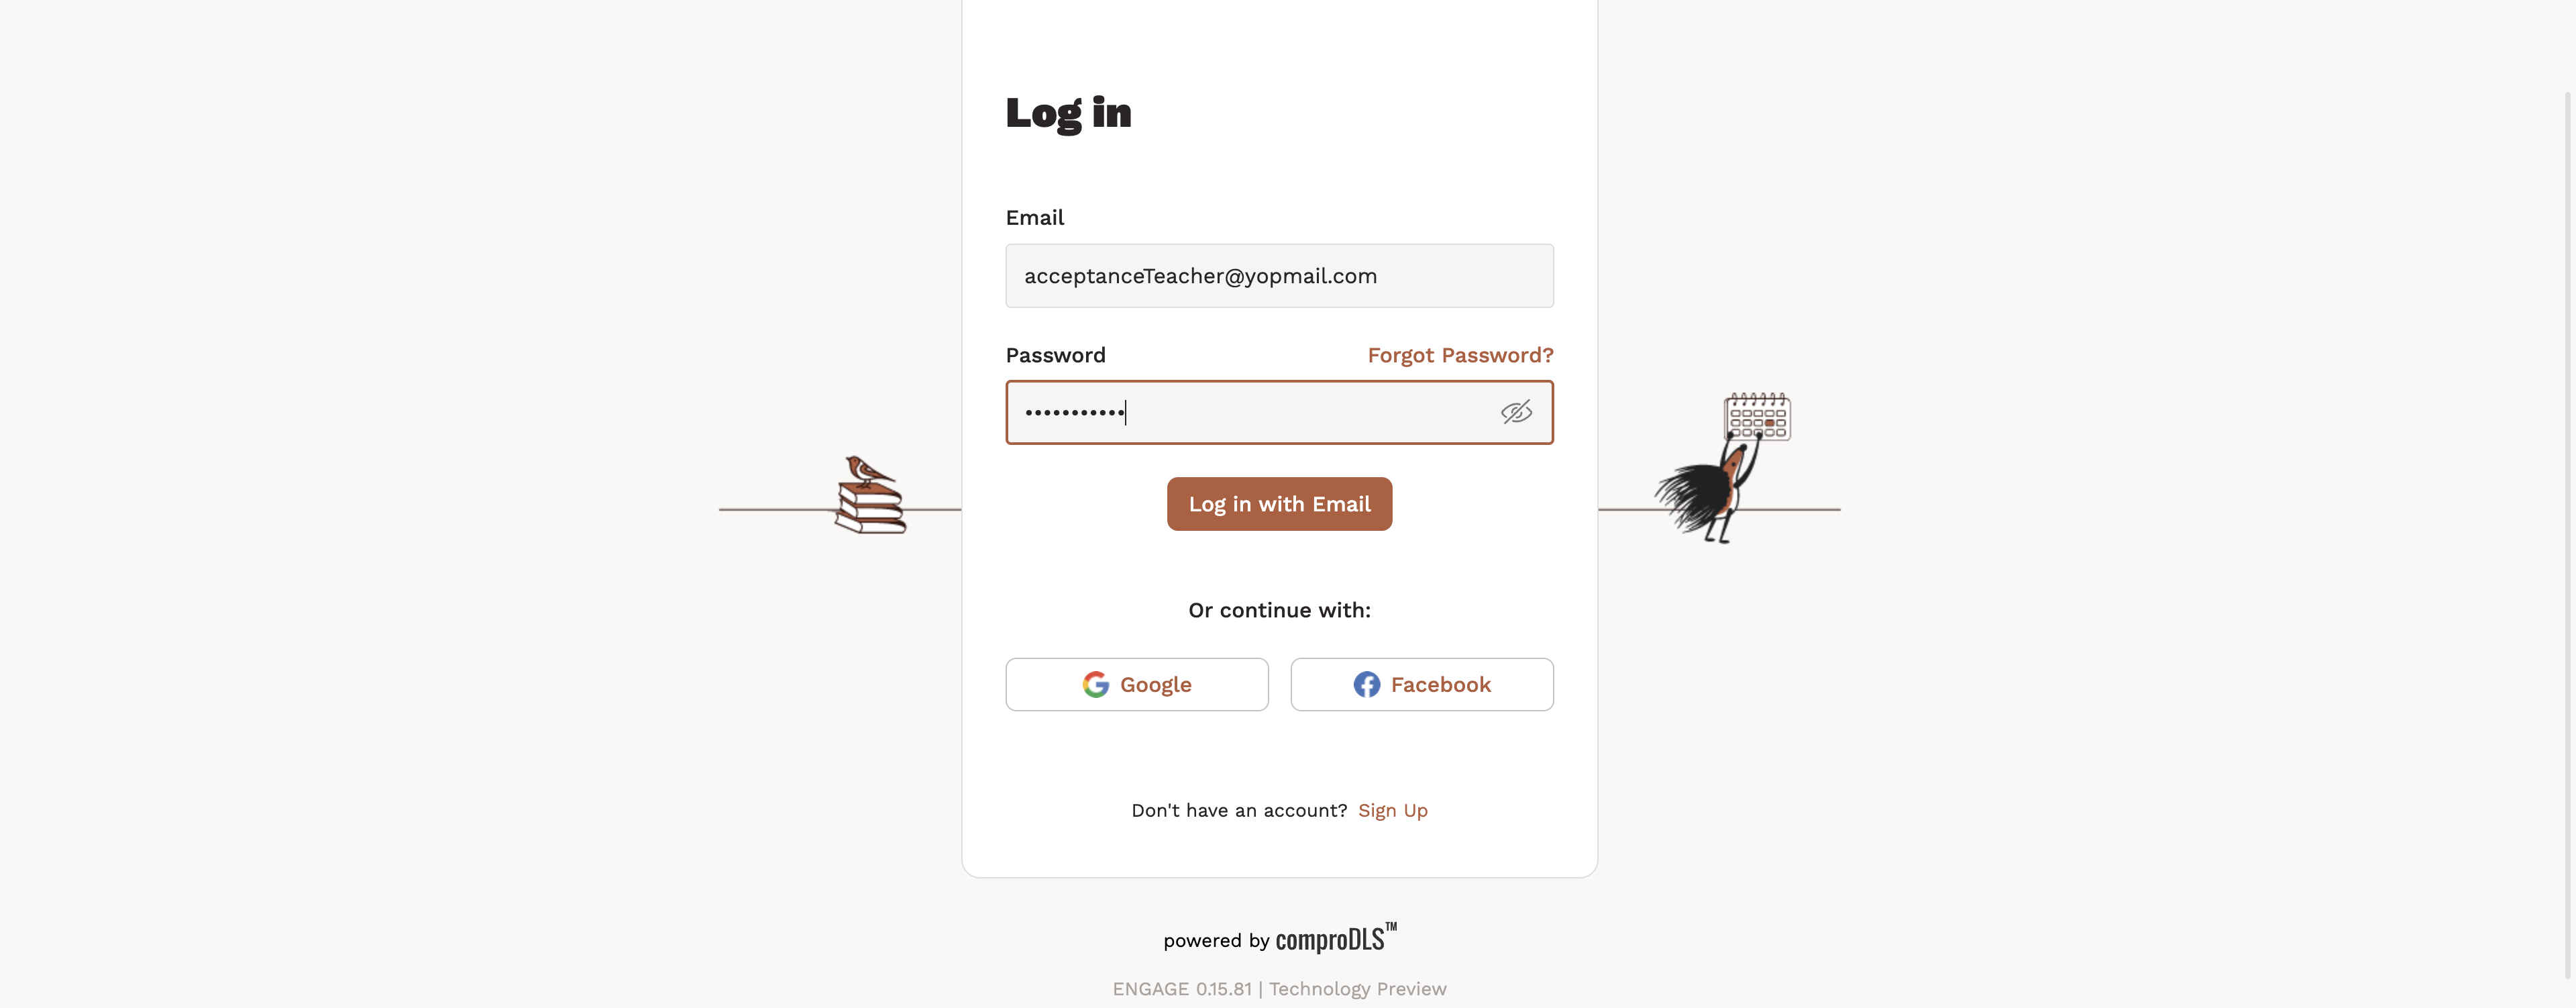 Log in
Email
acceptanceTeacher@yopmail.com
Password Forgot Password?
•••••••••••
Log in with Email
Or continue with:
Google Facebook
Don't have an account? Sign Up
powered by comproDLS™
ENGAGE 0.15.81 | Technology Preview